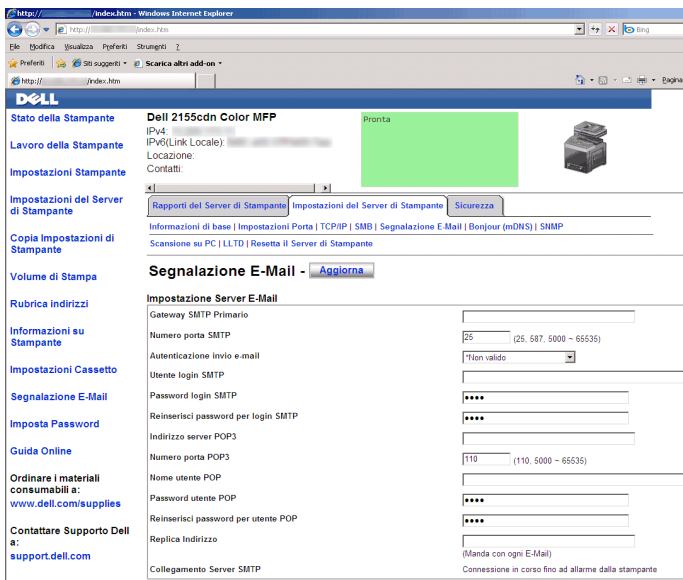 http:// /index.htm - Windows Internet Explorer
http:// /index.htm
Bing
File Modifica Visualizza Preferiti Strumenti ?
Preferiti Siti suggeriti Scarica altri add-on
http:// /index.htm
Pagina
DELL
Stato della Stampante
Lavoro della Stampante
Impostazioni Stampante
Impostazioni del Server
di Stampante
Copia Impostazioni di
Stampante
Volume di Stampa
Rubrica indirizzi
Informazioni su
Stampante
Impostazioni Cassetto
Segnalazione E-Mail
Imposta Password
Guida Online
Ordinare i materiali
consumabili a:
www.dell.com/supplies
Contattare Supporto Dell
a:
support.dell.com
Dell 2155cdn Color MFP
IPv4:
IPv6(Link Locale):
Locazione:
Contatti:
Pronta
Rapporti del Server di Stampante Impostazioni del Server di Stampante Sicurezza
Informazioni di base | Impostazioni Porta | TCP/IP | SMB | Segnalazione E-Mail | Bonjour (mDNS) | SNMP
Scansione su PC | LLTD | Resetta il Server di Stampante
Segnalazione E-Mail - Aggiorna
Impostazione Server E-Mail
Gateway SMTP Primario
Numero porta SMTP 25 (25, 587, 5000 ~ 65535)
Autenticazione invio e-mail *Non valido
Utente login SMTP
Password login SMTP ●●●●
Reinserisci password per login SMTP ●●●●
Indirizzo server POP3
Numero porta POP3 110 (110, 5000 ~ 65535)
Nome utente POP
Password utente POP ●●●●
Reinserisci password per utente POP ●●●●
Replica Indirizzo
(Manda con ogni E-Mail)
Collegamento Server SMTP Connessione in corso fino ad allarme dalla stampante